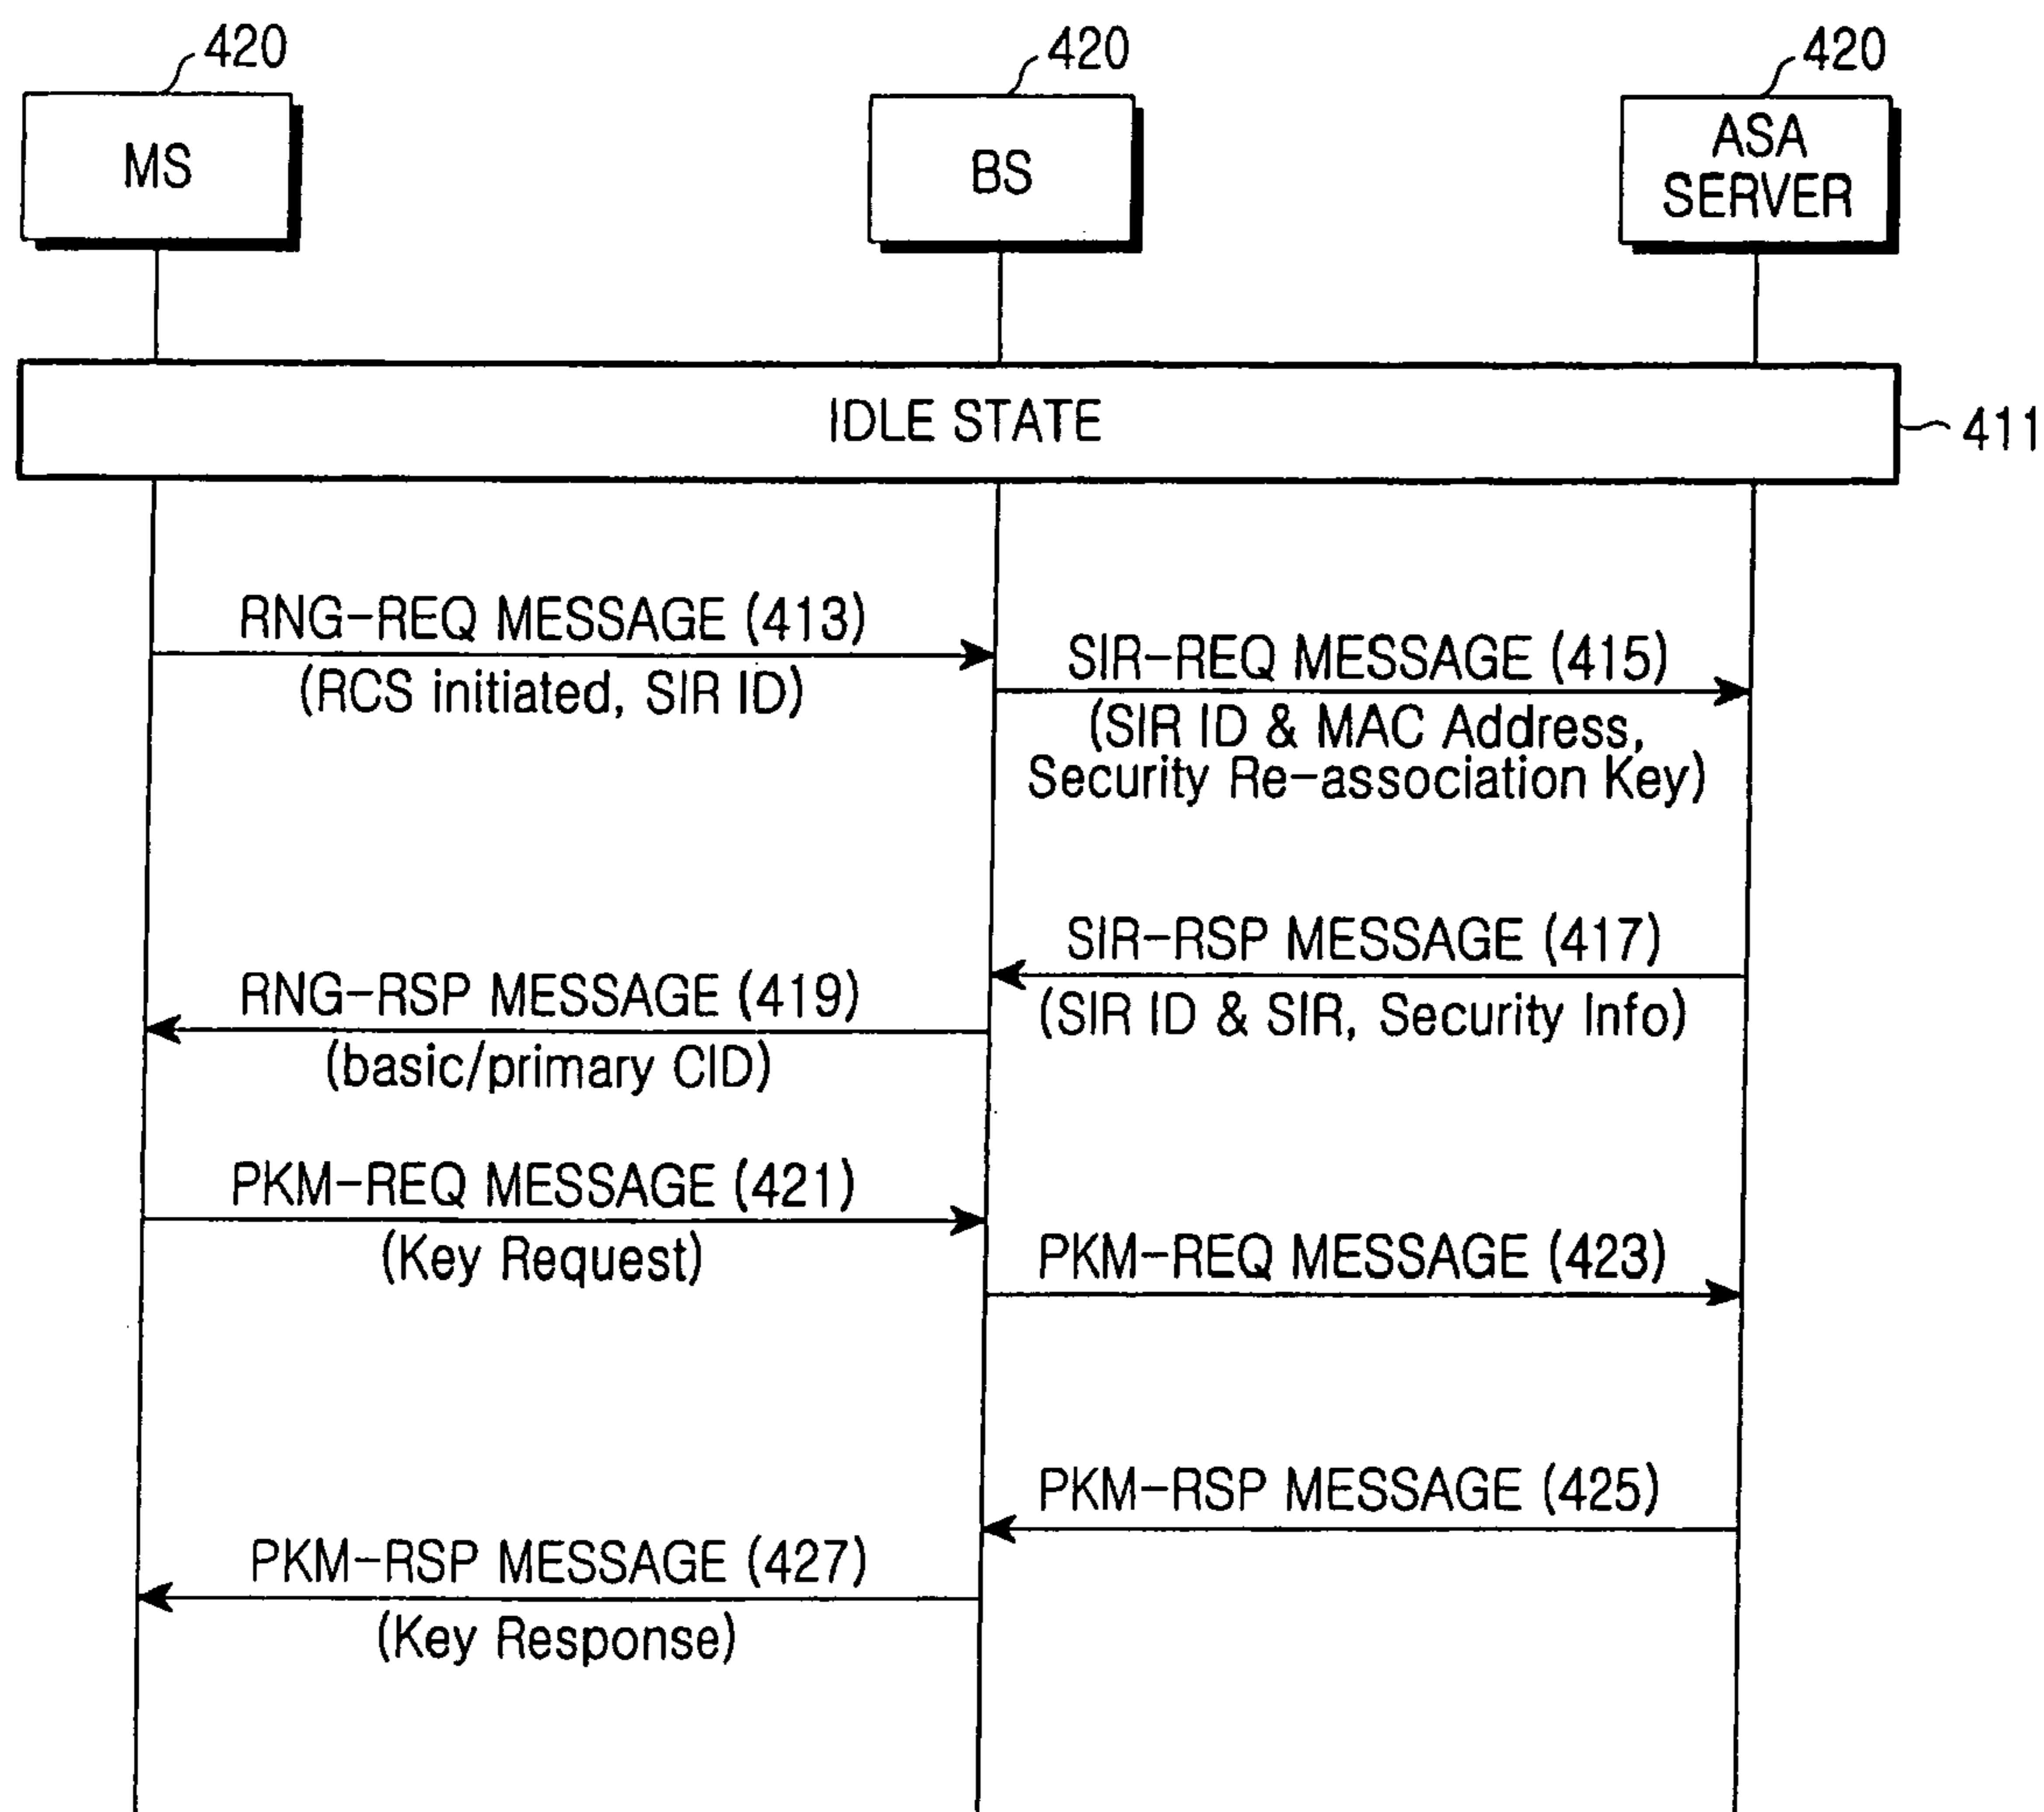 420
420
420
MS
BS
ASA
SERVER
IDLE STATE
411
RNG-REQ MESSAGE (413)
(RCS initiated, SIR ID)
SIR-REQ MESSAGE (415)
(SIR ID & MAC Address,
Security Re-association Key)
SIR-RSP MESSAGE (417)
(SIR ID & SIR, Security Info)
RNG-RSP MESSAGE (419)
(basic/primary CID)
PKM-REQ MESSAGE (421)
(Key Request)
PKM-REQ MESSAGE (423)
PKM-RSP MESSAGE (425)
PKM-RSP MESSAGE (427)
(Key Response)